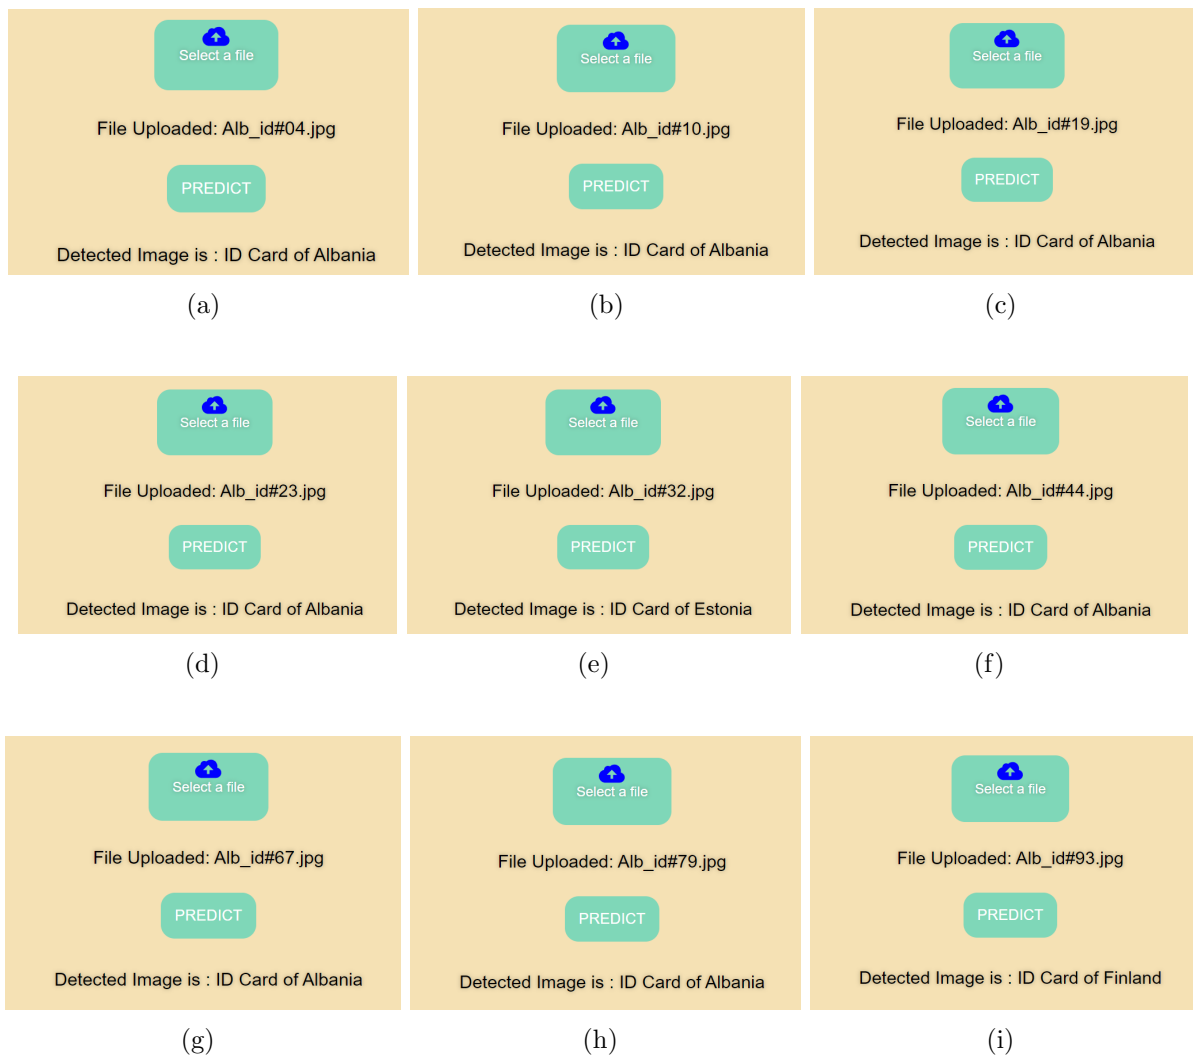 Select a file
File Uploaded: Alb_id#04.jpg
PREDICT
Detected Image is : ID Card of Albania
(a)
Select a file
File Uploaded: Alb_id#10.jpg
PREDICT
Detected Image is : ID Card of Albania
(b)
Select a file
File Uploaded: Alb_id#19.jpg
PREDICT
Detected Image is : ID Card of Albania
(c)
Select a file
File Uploaded: Alb_id#23.jpg
PREDICT
Detected Image is : ID Card of Albania
(d)
Select a file
File Uploaded: Alb_id#32.jpg
PREDICT
Detected Image is : ID Card of Estonia
(e)
Select a file
File Uploaded: Alb_id#44.jpg
PREDICT
Detected Image is : ID Card of Albania
(f)
Select a file
File Uploaded: Alb_id#67.jpg
PREDICT
Detected Image is : ID Card of Albania
(g)
Select a file
File Uploaded: Alb_id#79.jpg
PREDICT
Detected Image is : ID Card of Albania
(h)
Select a file
File Uploaded: Alb_id#93.jpg
PREDICT
Detected Image is : ID Card of Finland
(i)